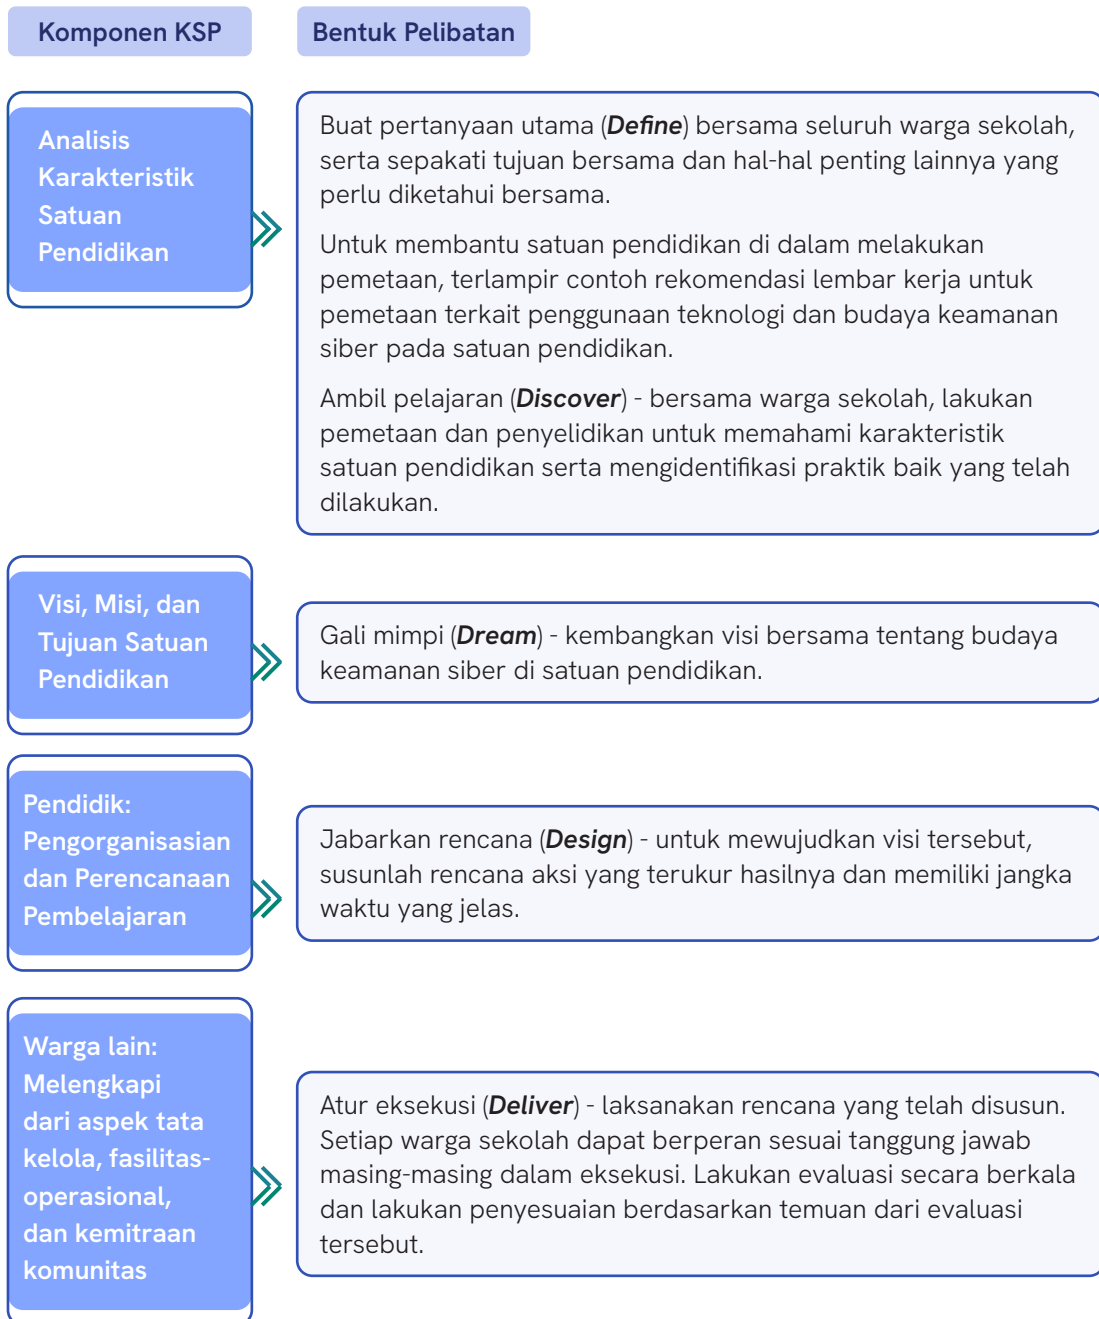 Komponen KSP
Bentuk Pelibatan
Analisis
Karakteristik
Satuan
Pendidikan
Buat pertanyaan utama (Define) bersama seluruh warga sekolah,
serta sepakati tujuan bersama dan hal-hal penting lainnya yang
perlu diketahui bersama.
Untuk membantu satuan pendidikan di dalam melakukan
pemetaan, terlampir contoh rekomendasi lembar kerja untuk
pemetaan terkait penggunaan teknologi dan budaya keamanan
siber pada satuan pendidikan.
Ambil pelajaran (Discover) - bersama warga sekolah, lakukan
pemetaan dan penyelidikan untuk memahami karakteristik
satuan pendidikan serta mengidentifikasi praktik baik yang telah
dilakukan.
Visi, Misi, dan
Tujuan Satuan
Pendidikan
Gali mimpi (Dream) - kembangkan visi bersama tentang budaya
keamanan siber di satuan pendidikan.
Pendidik:
Pengorganisasian
dan Perencanaan
Pembelajaran
Jabarkan rencana (Design) - untuk mewujudkan visi tersebut,
susunlah rencana aksi yang terukur hasilnya dan memiliki jangka
waktu yang jelas.
Warga lain:
Melengkapi
dari aspek tata
kelola, fasilitas-
operasional,
dan kemitraan
komunitas
Atur eksekusi (Deliver) - laksanakan rencana yang telah disusun.
Setiap warga sekolah dapat berperan sesuai tanggung jawab
masing-masing dalam eksekusi. Lakukan evaluasi secara berkala
dan lakukan penyesuaian berdasarkan temuan dari evaluasi
tersebut.